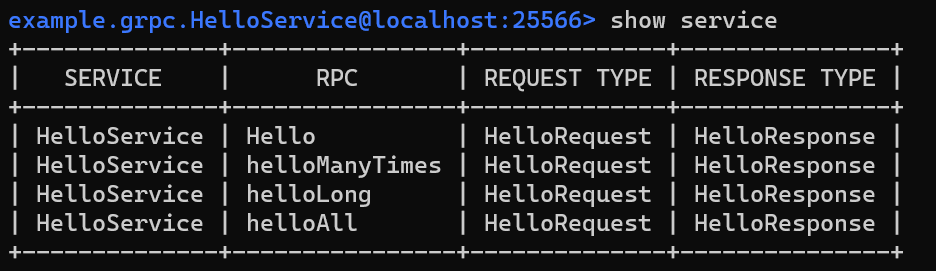 example.grpc.HelloService@localhost:25566> show service
+--------------+----------------+--------------+---------------+
|   SERVICE    |      RPC       | REQUEST TYPE | RESPONSE TYPE |
+--------------+----------------+--------------+---------------+
| HelloService | Hello          | HelloRequest | HelloResponse |
| HelloService | helloManyTimes | HelloRequest | HelloResponse |
| HelloService | helloLong      | HelloRequest | HelloResponse |
| HelloService | helloAll       | HelloRequest | HelloResponse |
+--------------+----------------+--------------+---------------+